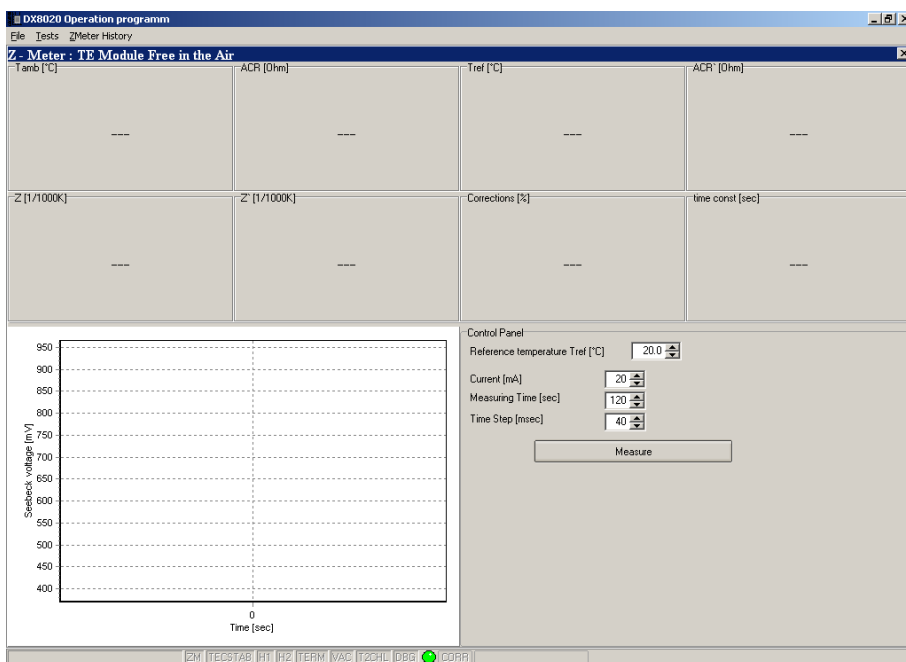 DX8020 Operation programm
File Tests ZMeter History
Z - Meter : TE Module Free in the Air
Tamb [°C] ACR [Ohm] Tref [°C] ACR` [Ohm]
--- --- --- ---
Z [1/1000K] Z` [1/1000K] Corrections [%] time const [sec]
--- --- --- ---
Control Panel
Reference temperature Tref [°C] 20.0
Current [mA] 20
Measuring Time [sec] 120
Time Step [msec] 40
Measure
Seebeck voltage [mV]
950
900
850
800
750
700
650
600
550
500
450
400
0
Time [sec]
ZM TECSTAB H1 H2 TERM VAC T2CHL DBG CORR